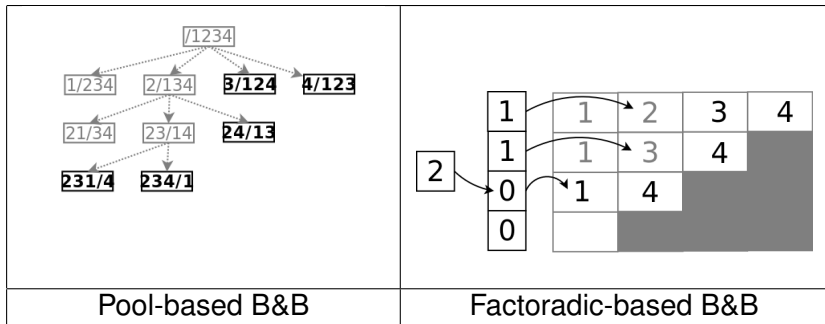 /1234
1/234 2/134 3/124 4/123
21/34 23/14 24/13
231/4 234/1
Pool-based B&B
1 1 2 3 4
1 1 3 4
2 0 1 4
0
Factoradic-based B&B